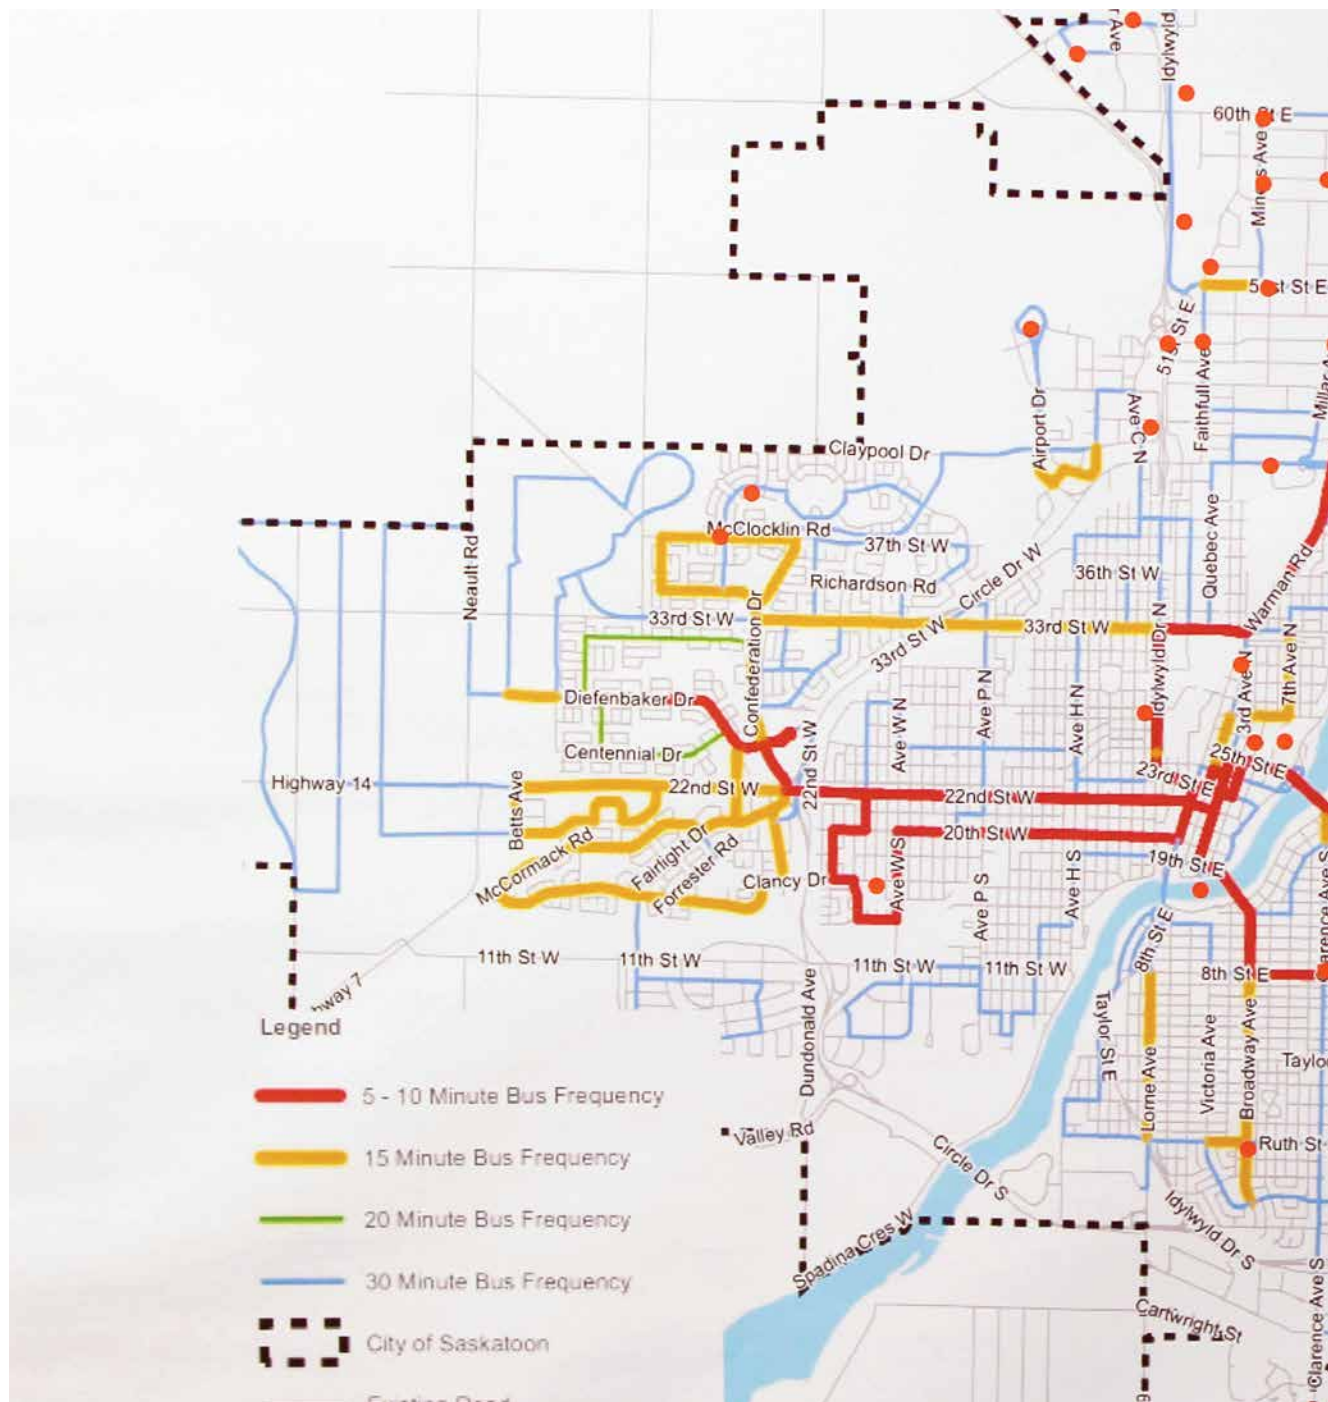 r Ave
Idylwyld
60th St E
Mines Ave
51st St E
51st St E
Faithfull Ave
Millar A
Airport Dr
Ave C N
Claypool Dr
McClocklin Rd
37th St W
Richardson Rd
Circle Dr W
36th St W
Quebec Ave
Warman Rd
Neault Rd
33rd St W
Confederation Dr
33rd St W
33rd St W
Idylwyld Dr N
3rd Ave N
7th Ave N
Diefenbaker Dr
Centennial Dr
Ave W N
Ave P N
Ave H N
25th St E
23rd St E
Highway 14
Betts Ave
22nd St W
22nd St W
22nd St W
20th St W
19th St E
McCormack Rd
Fairlight Dr
Forrester Rd
Clancy Dr
Ave W S
Ave P S
Ave H S
8th St E
8th St E
larence Ave S
11th St W
11th St W
11th St W
11th St W
hway 7
Dundonald Ave
Taylor St E
Lorne Ave
Victoria Ave
Broadway Ave
Taylo
Ruth St
Valley Rd
Circle Dr S
Idylwyld Dr S
Spadina Cres W
Cartwright St
Clarence Ave S
Legend
5 - 10 Minute Bus Frequency
15 Minute Bus Frequency
20 Minute Bus Frequency
30 Minute Bus Frequency
City of Saskatoon